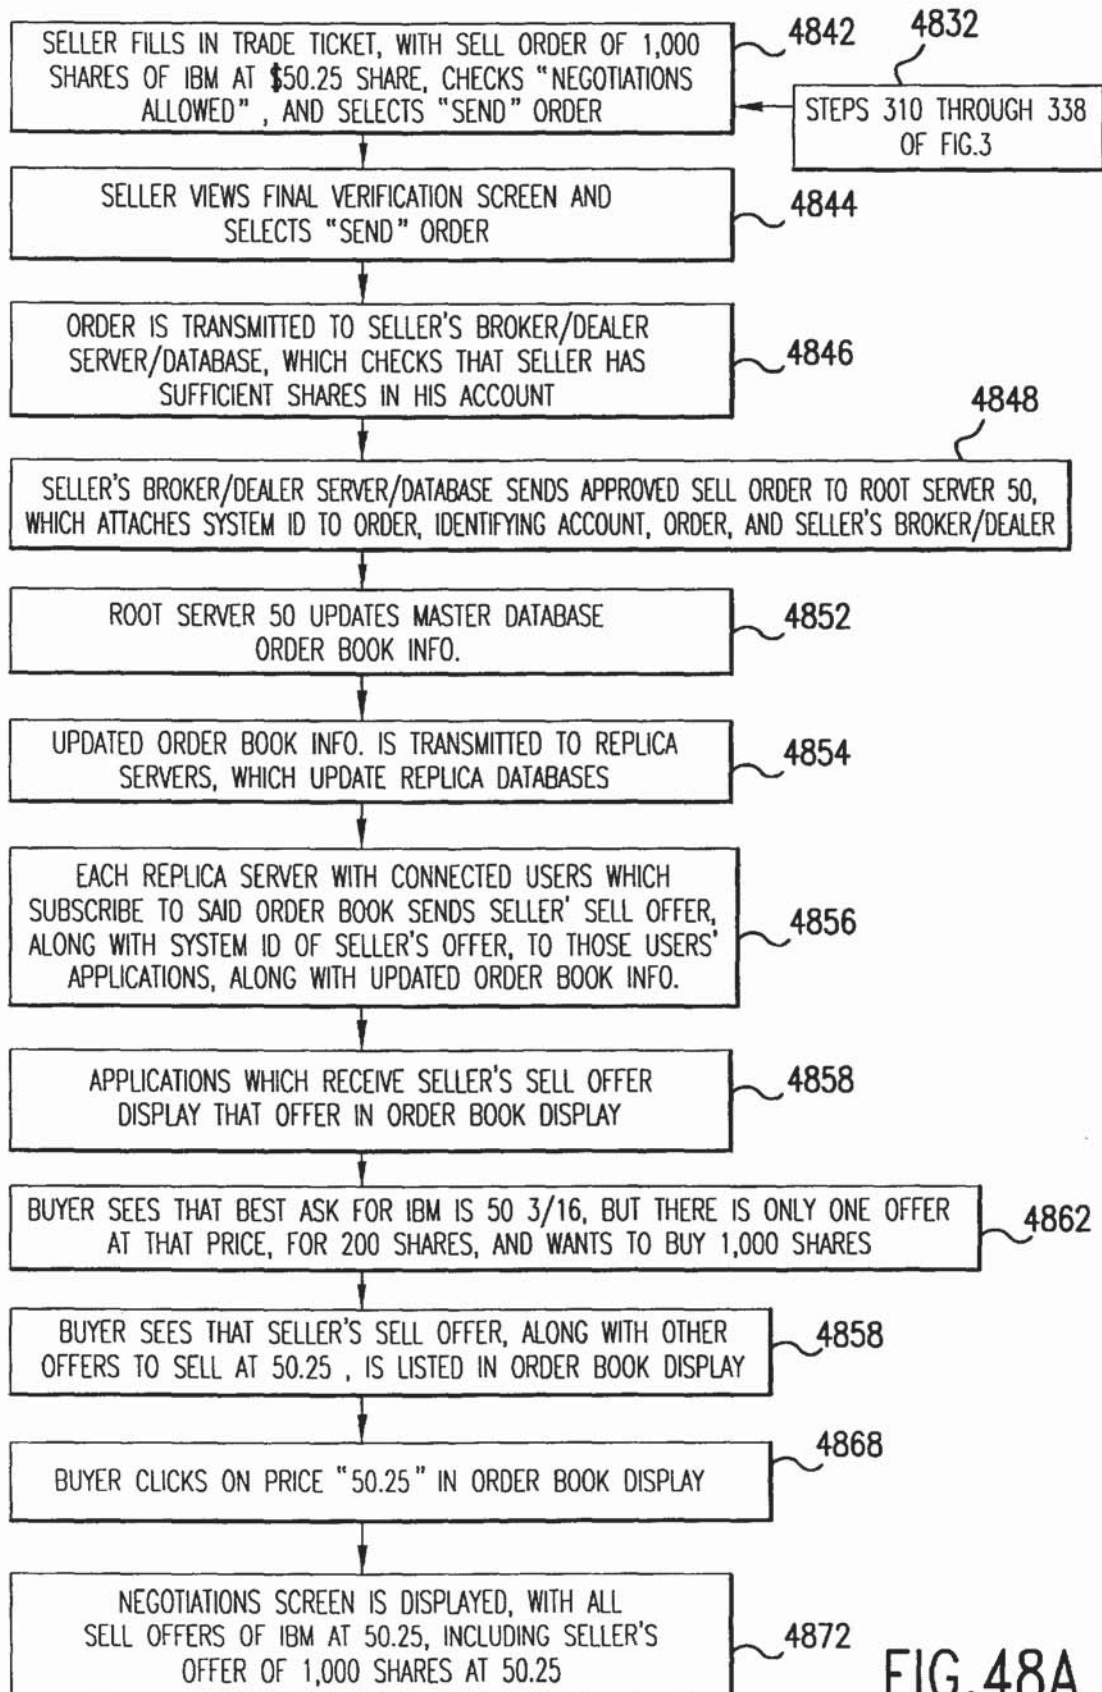 SELLER FILLS IN TRADE TICKET, WITH SELL ORDER OF 1,000
SHARES OF IBM AT $50.25 SHARE, CHECKS "NEGOTIATIONS
ALLOWED" , AND SELECTS "SEND" ORDER
4842
4832
STEPS 310 THROUGH 338
OF FIG.3
SELLER VIEWS FINAL VERIFICATION SCREEN AND
SELECTS "SEND" ORDER
4844
ORDER IS TRANSMITTED TO SELLER'S BROKER/DEALER
SERVER/DATABASE, WHICH CHECKS THAT SELLER HAS
SUFFICIENT SHARES IN HIS ACCOUNT
4846
4848
SELLER'S BROKER/DEALER SERVER/DATABASE SENDS APPROVED SELL ORDER TO ROOT SERVER 50,
WHICH ATTACHES SYSTEM ID TO ORDER, IDENTIFYING ACCOUNT, ORDER, AND SELLER'S BROKER/DEALER
ROOT SERVER 50 UPDATES MASTER DATABASE
ORDER BOOK INFO.
4852
UPDATED ORDER BOOK INFO. IS TRANSMITTED TO REPLICA
SERVERS, WHICH UPDATE REPLICA DATABASES
4854
EACH REPLICA SERVER WITH CONNECTED USERS WHICH
SUBSCRIBE TO SAID ORDER BOOK SENDS SELLER' SELL OFFER,
ALONG WITH SYSTEM ID OF SELLER'S OFFER, TO THOSE USERS'
APPLICATIONS, ALONG WITH UPDATED ORDER BOOK INFO.
4856
APPLICATIONS WHICH RECEIVE SELLER'S SELL OFFER
DISPLAY THAT OFFER IN ORDER BOOK DISPLAY
4858
BUYER SEES THAT BEST ASK FOR IBM IS 50 3/16, BUT THERE IS ONLY ONE OFFER
AT THAT PRICE, FOR 200 SHARES, AND WANTS TO BUY 1,000 SHARES
4862
BUYER SEES THAT SELLER'S SELL OFFER, ALONG WITH OTHER
OFFERS TO SELL AT 50.25 , IS LISTED IN ORDER BOOK DISPLAY
4858
BUYER CLICKS ON PRICE "50.25" IN ORDER BOOK DISPLAY
4868
NEGOTIATIONS SCREEN IS DISPLAYED, WITH ALL
SELL OFFERS OF IBM AT 50.25, INCLUDING SELLER'S
OFFER OF 1,000 SHARES AT 50.25
4872
FIG.48A